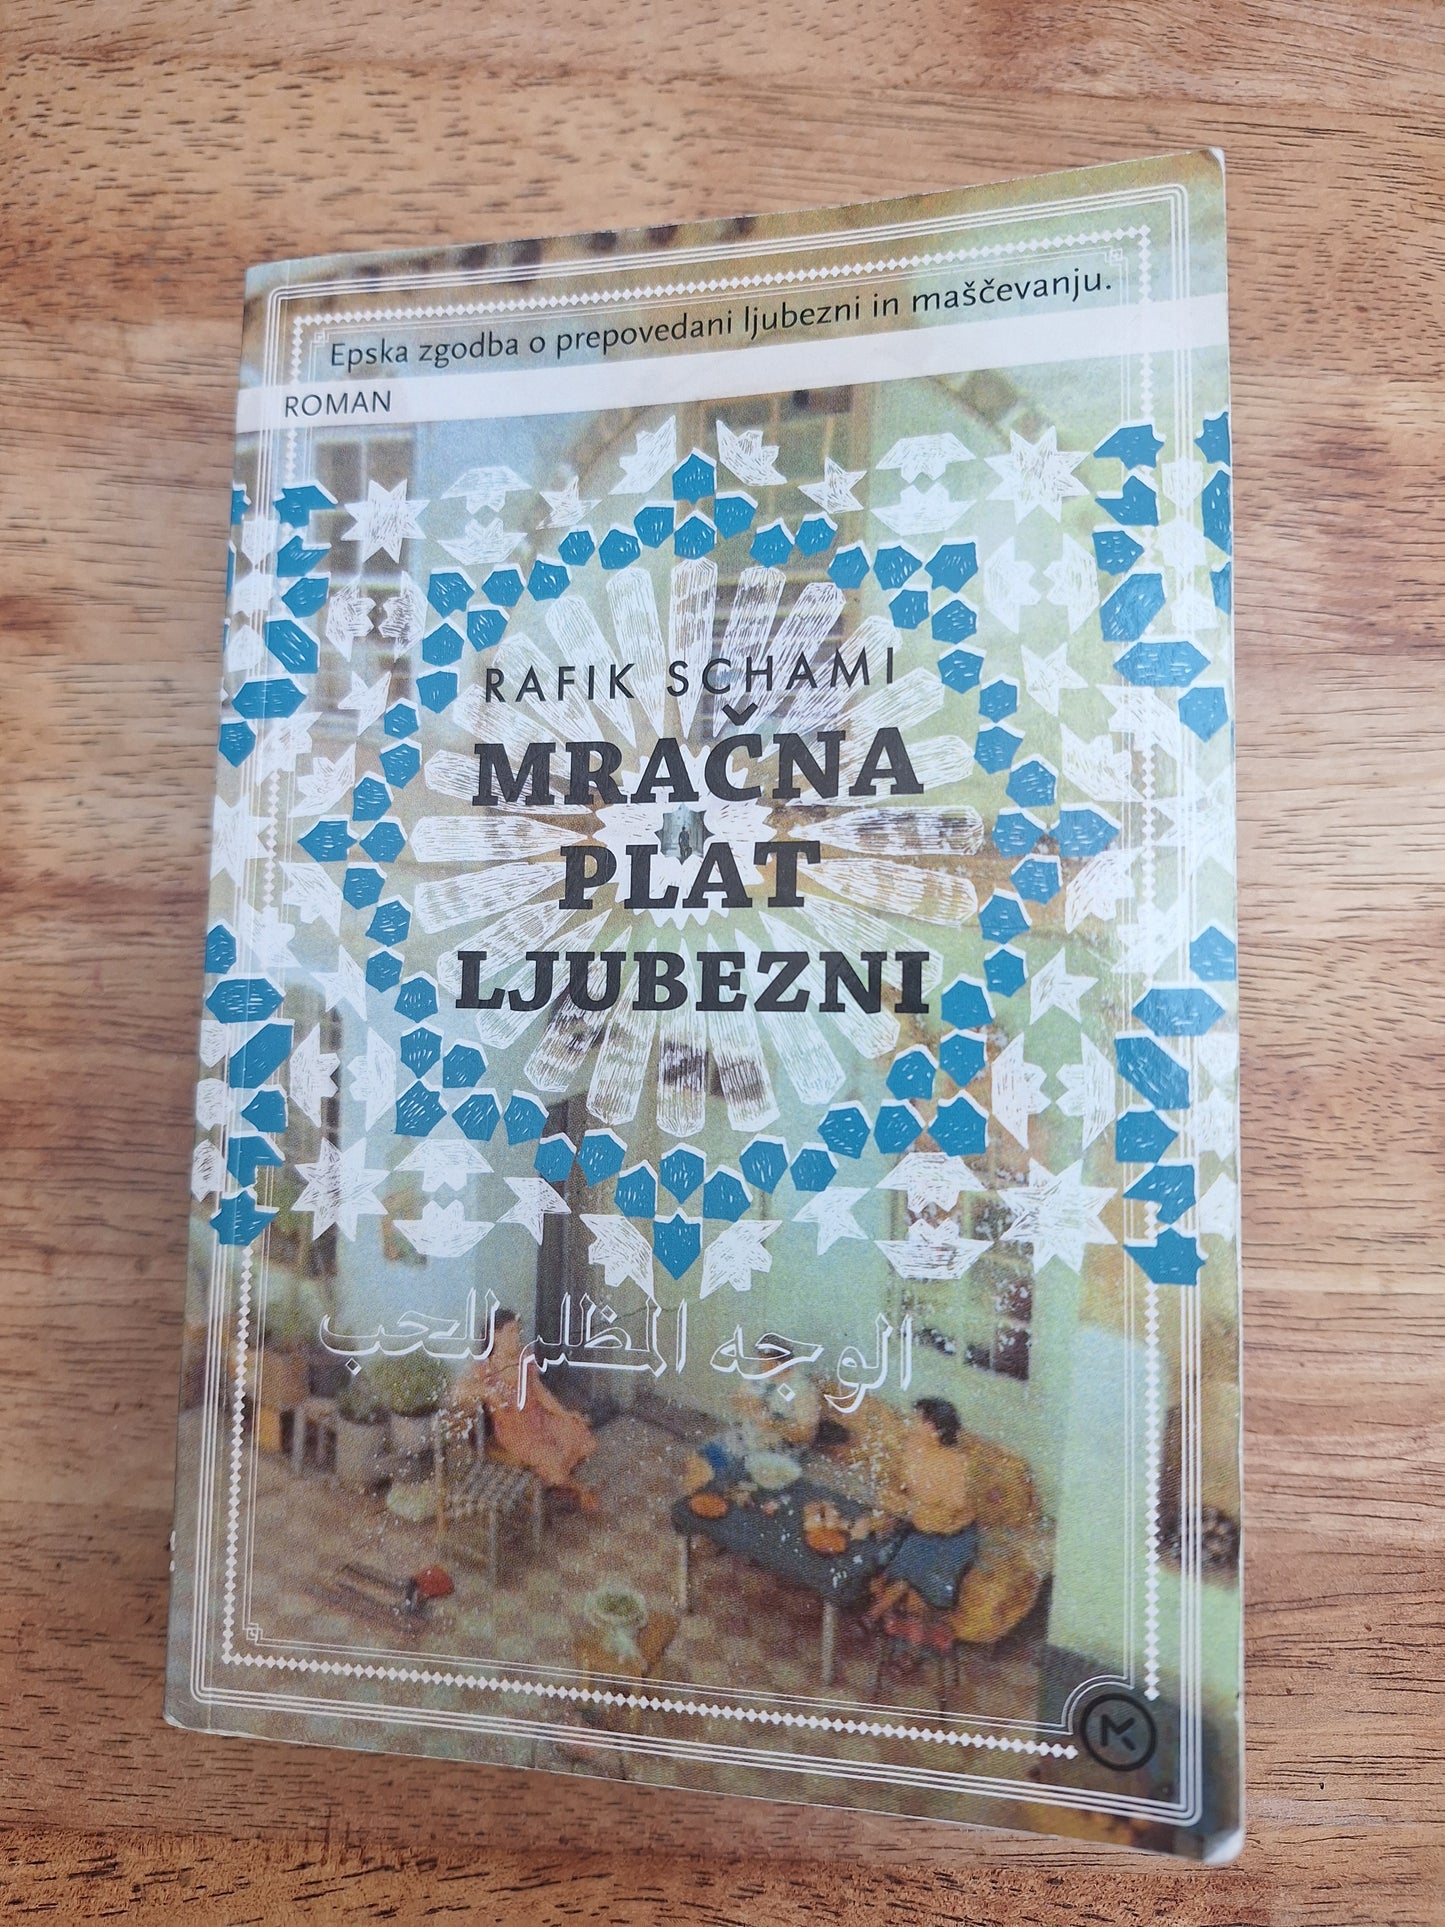 Epska zgodba o prepovedani ljubezni in maščevanju.
ROMAN
RAFIK SCHAMI
MRAČNA
PLAT
LJUBEZNI
الوجه المظلم للحب